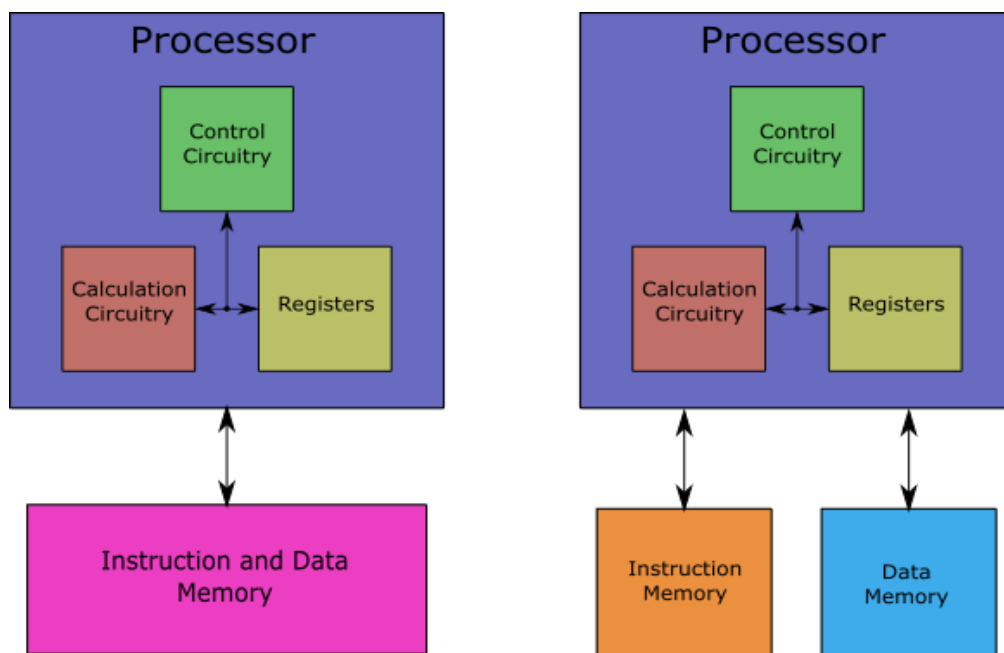 Processor
Control
Circuitry
Calculation
Circuitry
Registers
Instruction and Data
Memory
Processor
Control
Circuitry
Calculation
Circuitry
Registers
Instruction
Memory
Data
Memory